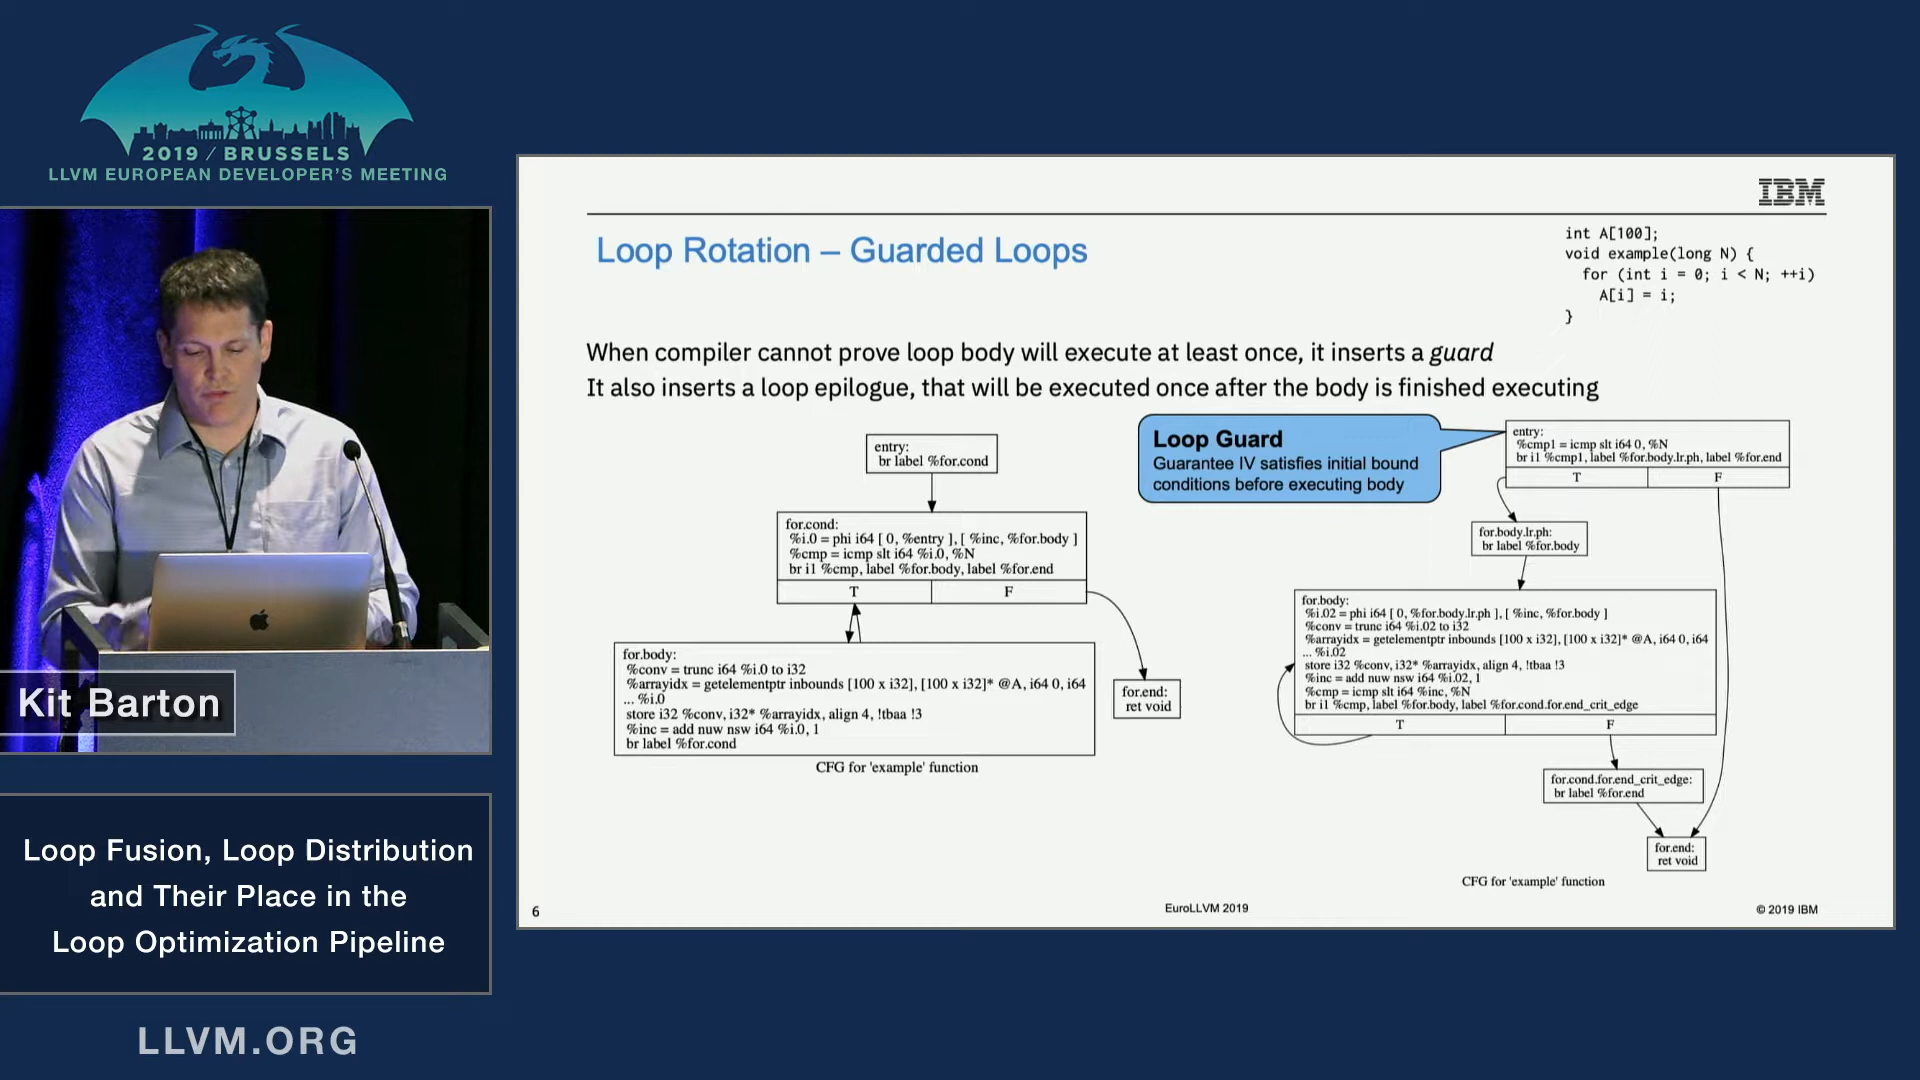 2019 / BRUSSELS
LLVM EUROPEAN DEVELOPER'S MEETING
Kit Barton
Loop Fusion, Loop Distribution
and Their Place in the
Loop Optimization Pipeline
LLVM.ORG
IBM
Loop Rotation – Guarded Loops
int A[100];
void example(long N) {
for (int i = 0; i < N; ++i)
A[i] = i;
}
When compiler cannot prove loop body will execute at least once, it inserts a guard
It also inserts a loop epilogue, that will be executed once after the body is finished executing
entry:
br label %for.cond
for.cond:
%i.0 = phi i64 [ 0, %entry ], [ %inc, %for.body ]
%cmp = icmp slt i64 %i.0, %N
br i1 %cmp, label %for.body, label %for.end
T
F
for.body:
%conv = trunc i64 %i.0 to i32
%arrayidx = getelementptr inbounds [100 x i32], [100 x i32]* @A, i64 0, i64
... %i.0
store i32 %conv, i32* %arrayidx, align 4, !tbaa !3
%inc = add nuw nsw i64 %i.0, 1
br label %for.cond
for.end:
ret void
CFG for 'example' function
Loop Guard
Guarantee IV satisfies initial bound
conditions before executing body
entry:
%cmp1 = icmp slt i64 0, %N
br i1 %cmp1, label %for.body.lr.ph, label %for.end
T
F
for.body.lr.ph:
br label %for.body
for.body:
%i.02 = phi i64 [ 0, %for.body.lr.ph ], [ %inc, %for.body ]
%conv = trunc i64 %i.02 to i32
%arrayidx = getelementptr inbounds [100 x i32], [100 x i32]* @A, i64 0, i64
... %i.02
store i32 %conv, i32* %arrayidx, align 4, !tbaa !3
%inc = add nuw nsw i64 %i.02, 1
%cmp = icmp slt i64 %inc, %N
br i1 %cmp, label %for.body, label %for.cond.for.end_crit_edge
T
F
for.cond.for.end_crit_edge:
br label %for.end
for.end:
ret void
CFG for 'example' function
6
EuroLLVM 2019
© 2019 IBM